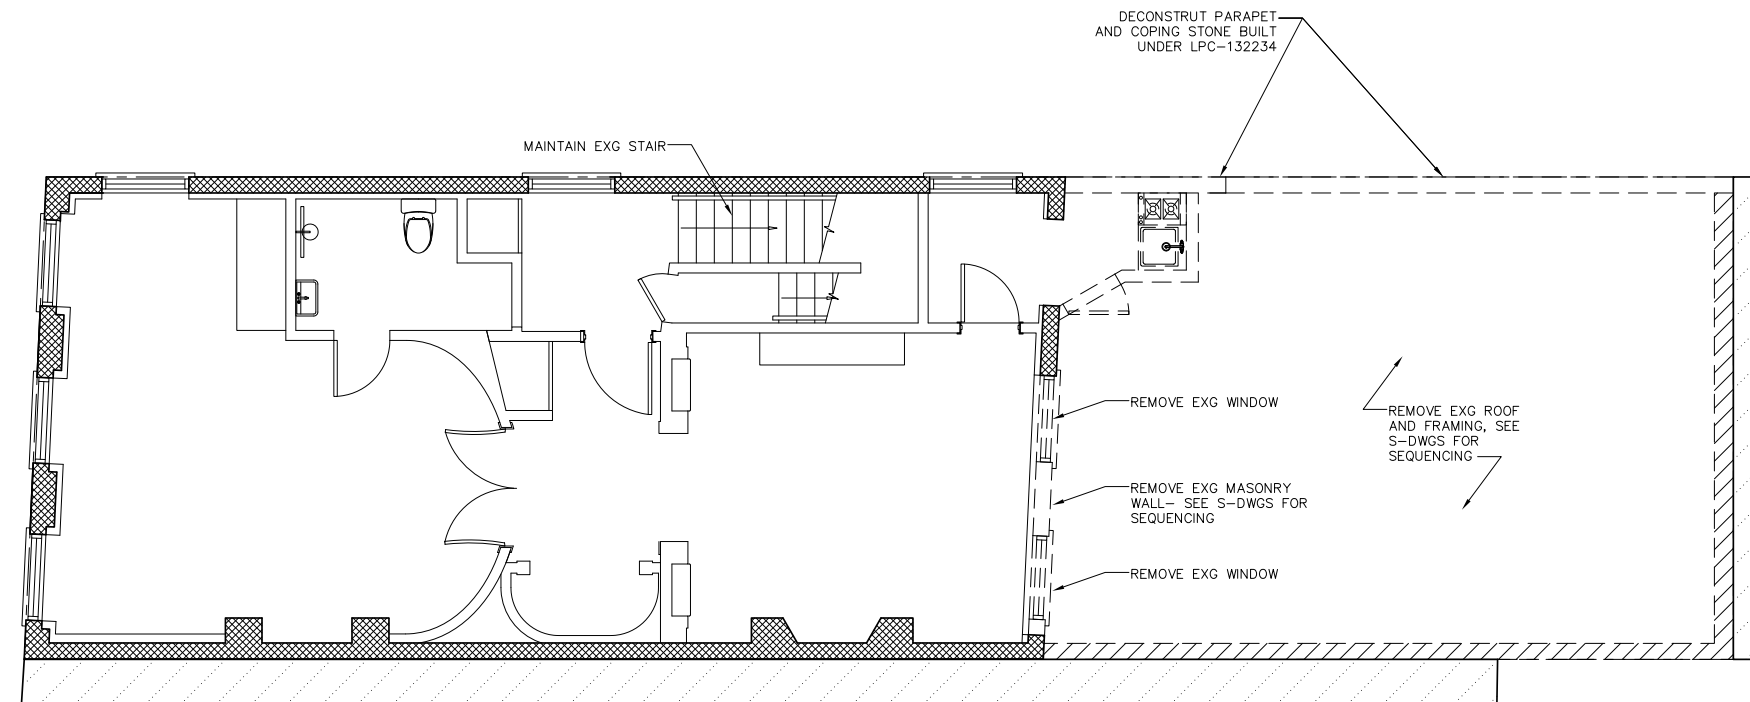 DECONSTRUT PARAPET
AND COPING STONE BUILT
UNDER LPC-132234
MAINTAIN EXG STAIR
REMOVE EXG WINDOW
REMOVE EXG ROOF
AND FRAMING, SEE
S-DWGS FOR
SEQUENCING
REMOVE EXG MASONRY
WALL- SEE S-DWGS FOR
SEQUENCING
REMOVE EXG WINDOW